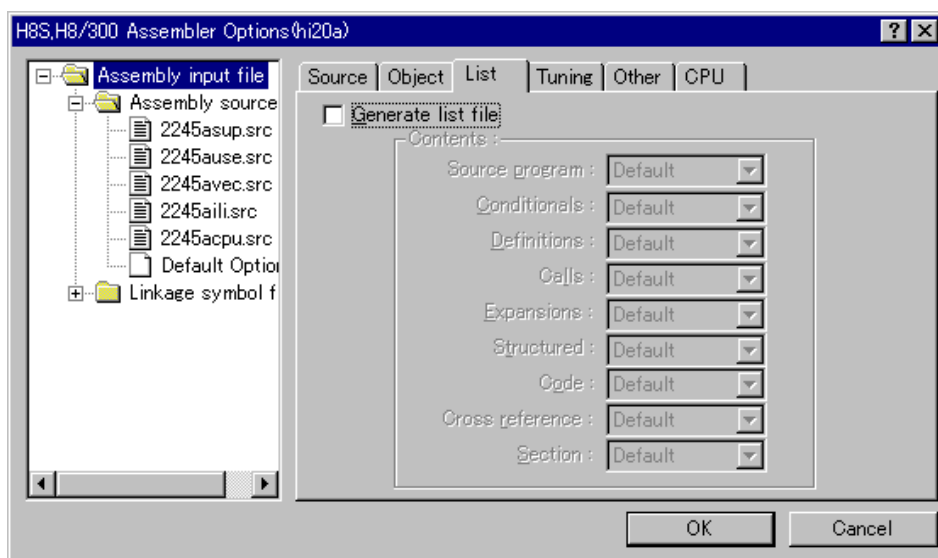 H8S,H8/300 Assembler Options(hi20a)
Assembly input file
Assembly source
2245asup.src
2245ause.src
2245avec.src
2245aili.src
2245acpu.src
Default Option
Linkage symbol f
Source Object List Tuning Other CPU
Generate list file
Contents :
Source program : Default
Conditionals : Default
Definitions : Default
Calls : Default
Expansions : Default
Structured : Default
Code : Default
Cross reference : Default
Section : Default
OK Cancel